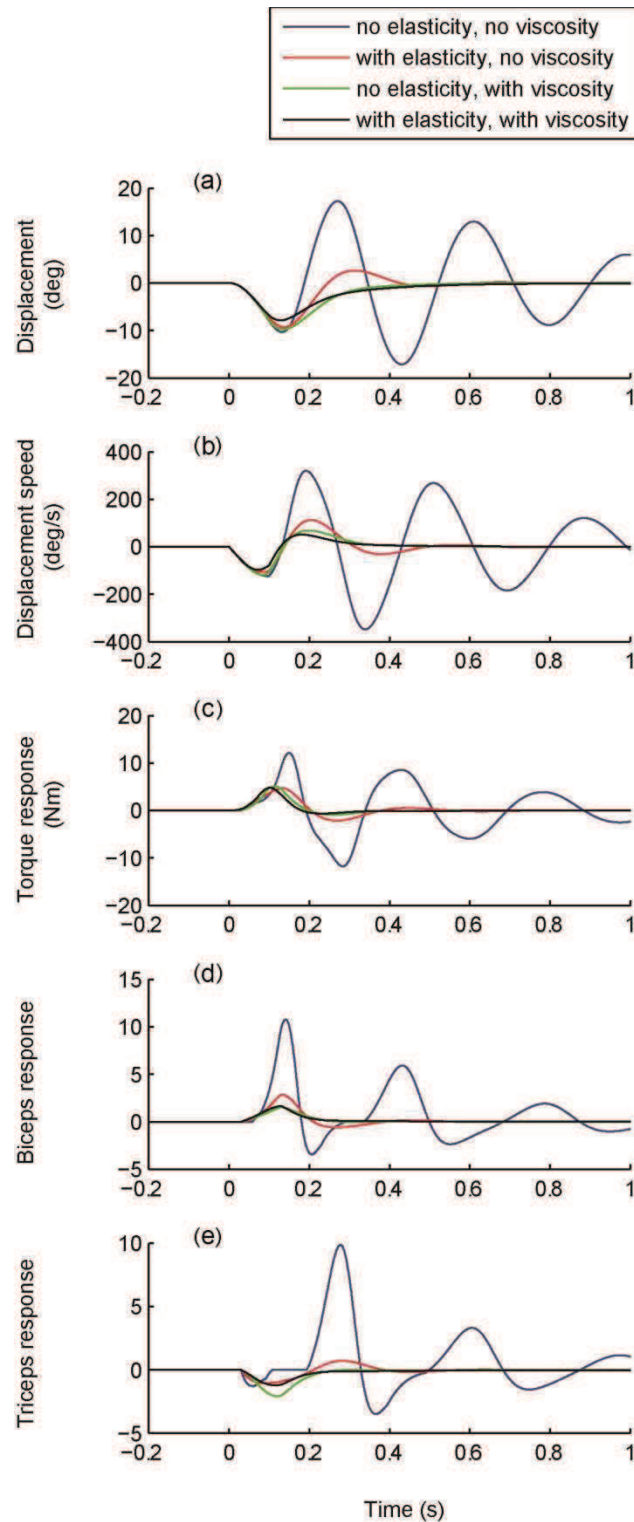 no elasticity, no viscosity
with elasticity, no viscosity
no elasticity, with viscosity
with elasticity, with viscosity
(a)
Displacement
(deg)
20
10
0
−10
−20
−0.2 0 0.2 0.4 0.6 0.8 1
(b)
Displacement speed
(deg/s)
400
200
0
−200
−400
−0.2 0 0.2 0.4 0.6 0.8 1
(c)
Torque response
(Nm)
20
10
0
−10
−20
−0.2 0 0.2 0.4 0.6 0.8 1
(d)
Biceps response
15
10
5
0
−5
−0.2 0 0.2 0.4 0.6 0.8 1
(e)
Triceps response
10
5
0
−5
−0.2 0 0.2 0.4 0.6 0.8 1
Time (s)